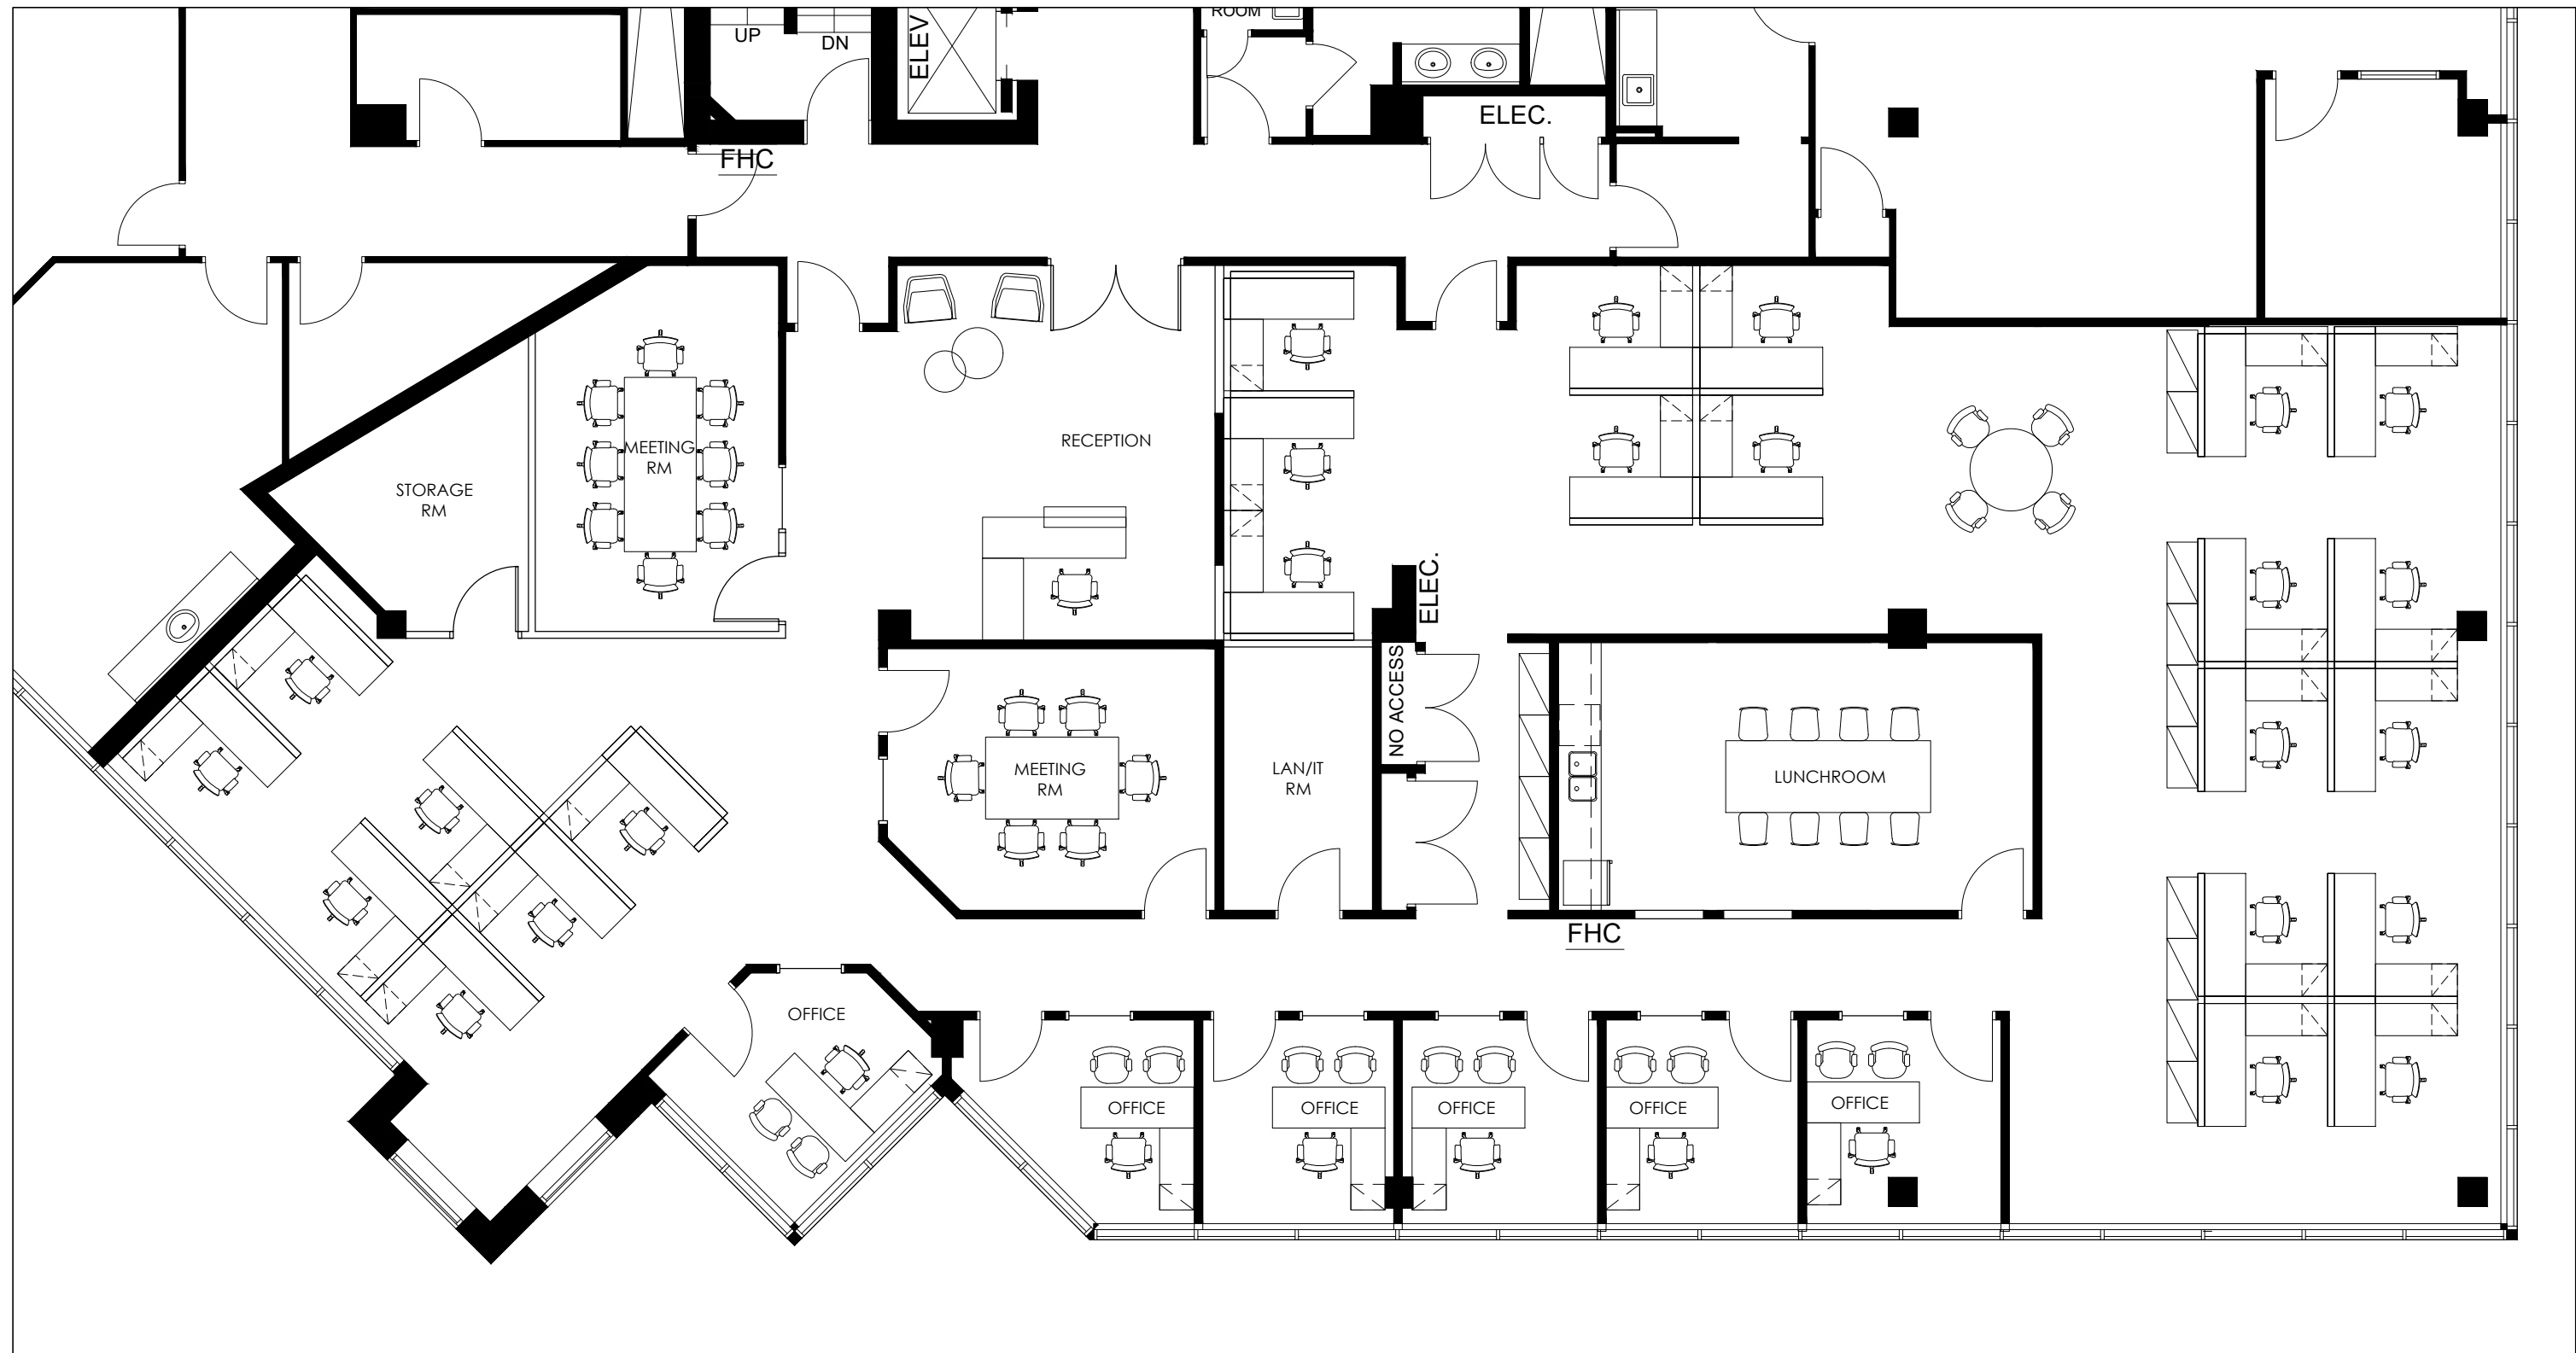 ROOM
UP
DN
ELEV
ELEC.
FHC
RECEPTION
MEETING
RM
STORAGE
RM
ELEC.
NO ACCESS
MEETING
RM
LAN/IT
RM
LUNCHROOM
FHC
OFFICE
OFFICE
OFFICE
OFFICE
OFFICE
OFFICE